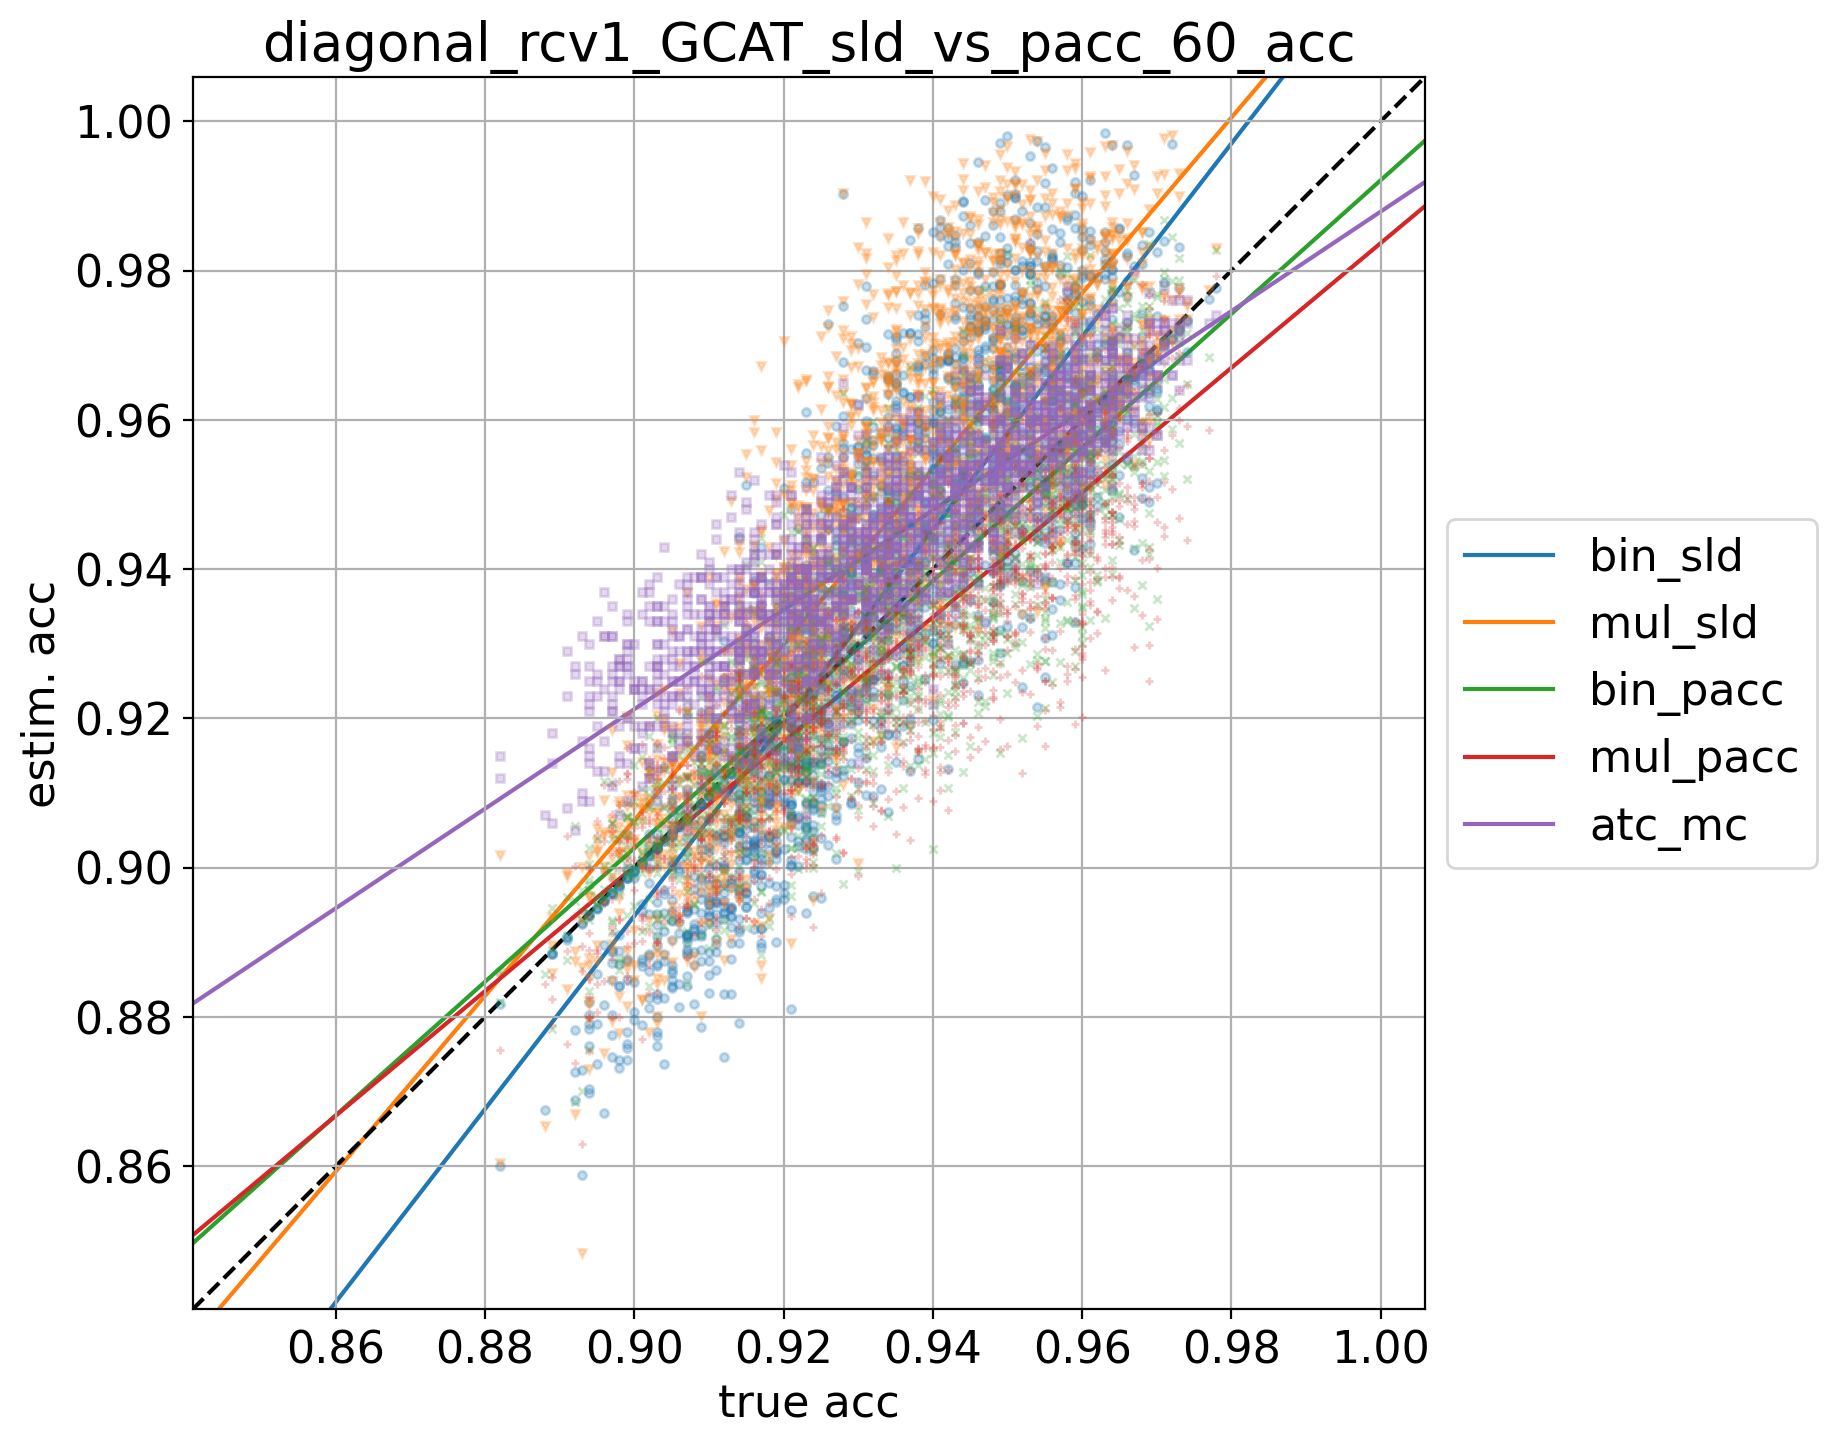 diagonal_rcv1_GCAT_sld_vs_pacc_60_acc
1.00
0.98
0.96
0.94
0.92
0.90
0.88
0.86
estim. acc
0.86 0.88 0.90 0.92 0.94 0.96 0.98 1.00
true acc
bin_sld
mul_sld
bin_pacc
mul_pacc
atc_mc